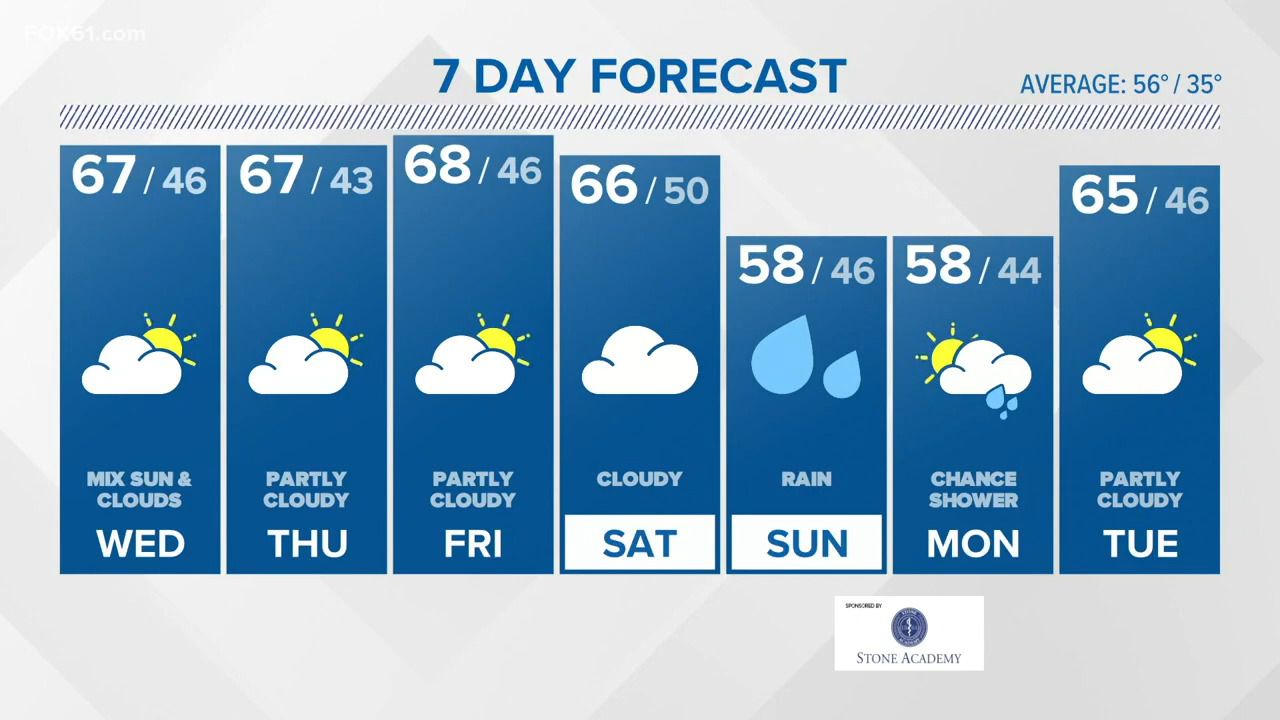 FOX61.com
7 DAY FORECAST
AVERAGE: 56° / 35°
67 / 46
67 / 43
68 / 46
66 / 50
58 / 46
58 / 44
65 / 46
MIX SUN &
CLOUDS
WED
PARTLY
CLOUDY
THU
PARTLY
CLOUDY
FRI
CLOUDY
SAT
RAIN
SUN
CHANCE
SHOWER
MON
PARTLY
CLOUDY
TUE
SPONSORED BY
STONE ACADEMY